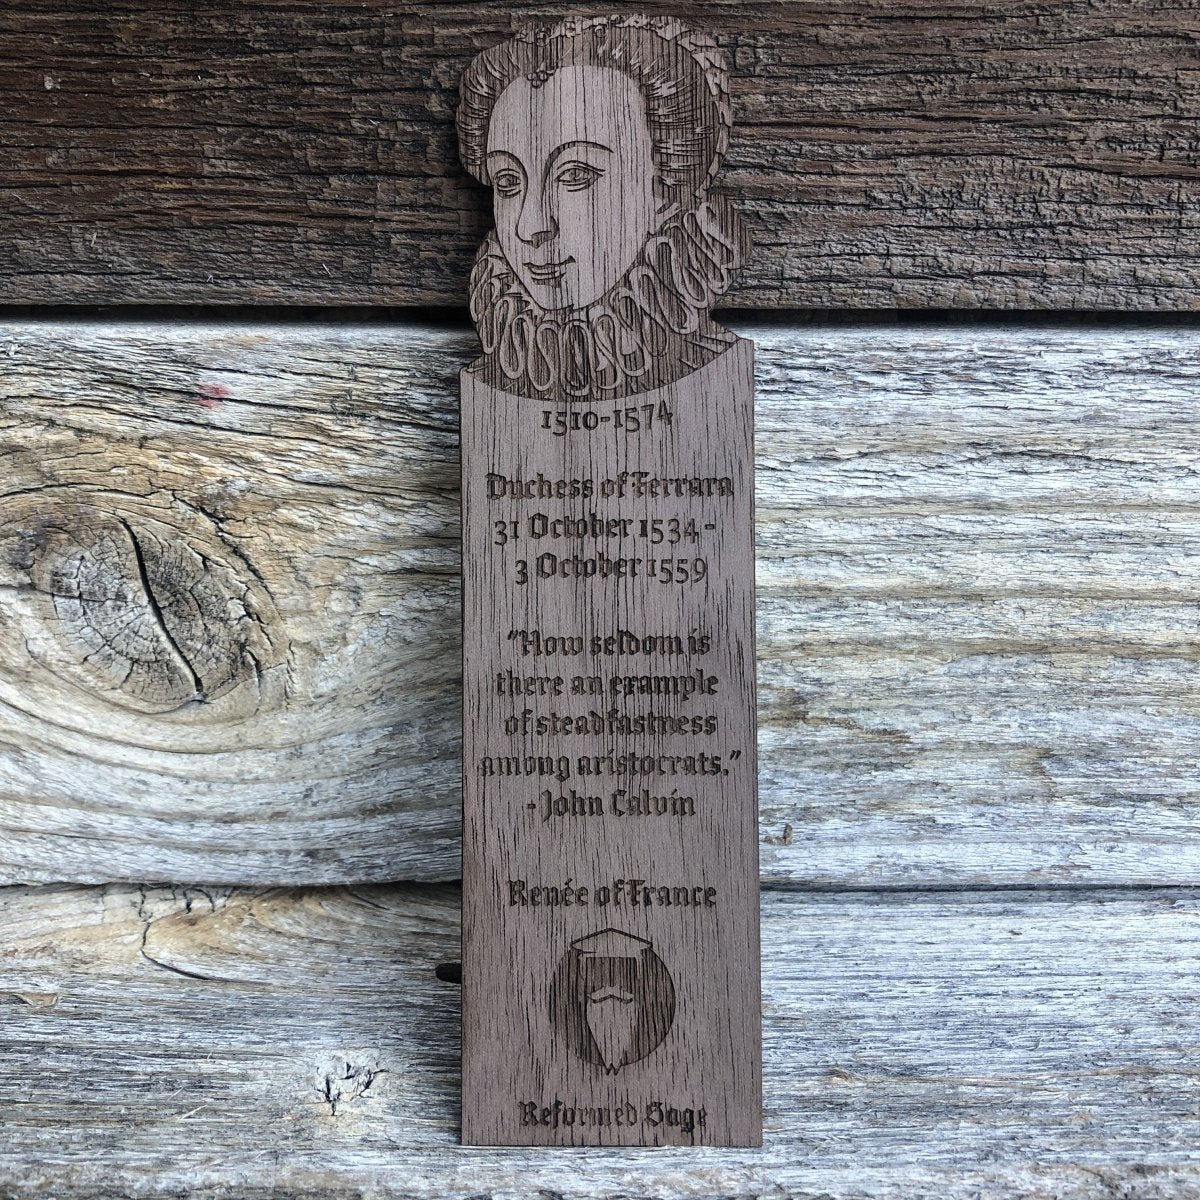 1510-1574
Duchess of Ferrara
31 October 1534 -
3 October 1559
"How seldom is
there an example
of steadfastness
among aristocrats."
- John Calvin
Renée of France
Reformed Sage